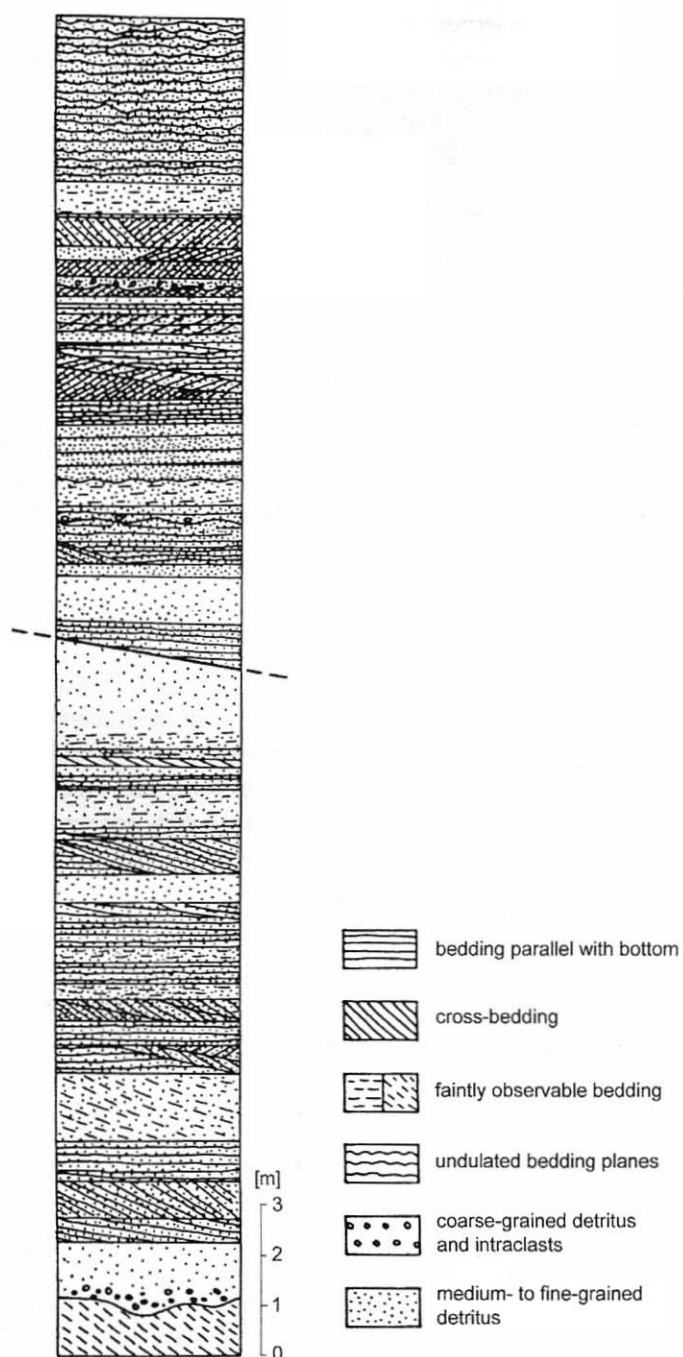 [m]
3
2
1
0
bedding parallel with bottom
cross-bedding
faintly observable bedding
undulated bedding planes
coarse-grained detritus
and intraclasts
medium- to fine-grained
detritus